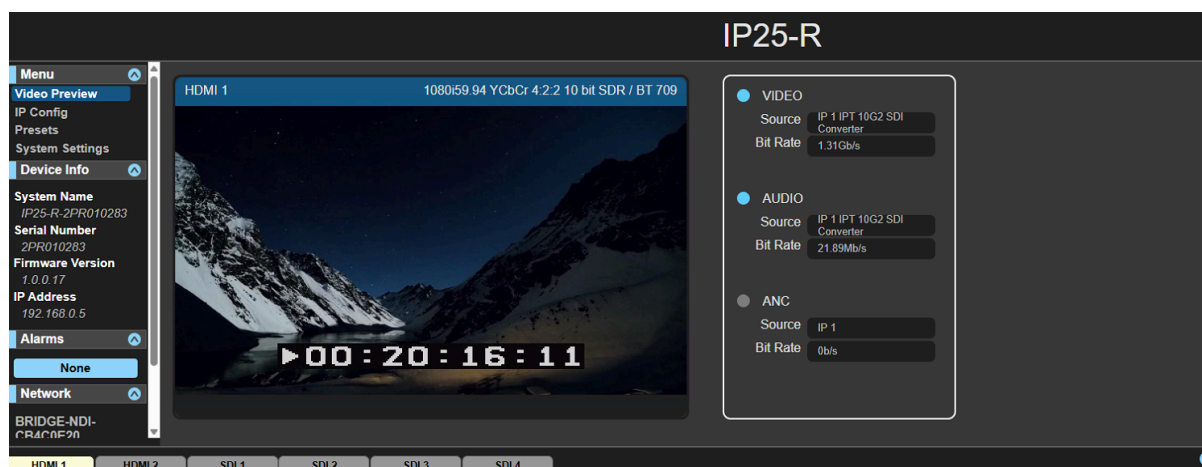 IP25-R
Menu
Video Preview
IP Config
Presets
System Settings
Device Info
System Name
IP25-R-2PR010283
Serial Number
2PR010283
Firmware Version
1.0.0.17
IP Address
192.168.0.5
Alarms
None
Network
BRIDGE-NDI-
CB4C0E20
HDMI 1 1080i59.94 YCbCr 4:2:2 10 bit SDR / BT 709
▶00:20:16:11
VIDEO
Source IP 1 IPT 10G2 SDI
Converter
Bit Rate 1.31Gb/s
AUDIO
Source IP 1 IPT 10G2 SDI
Converter
Bit Rate 21.89Mb/s
ANC
Source IP 1
Bit Rate 0b/s
HDMI 1 HDMI 2 SDI 1 SDI 2 SDI 3 SDI 4